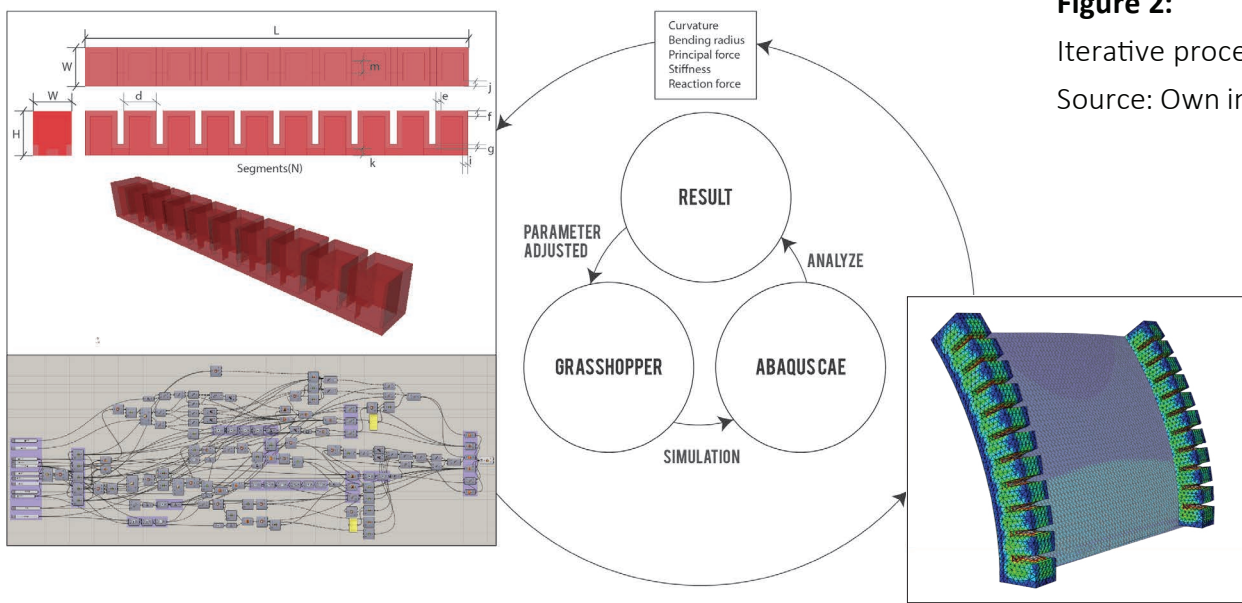 Figure 2:
Iterative proce
Source: Own in
L
W
m
j
W
d
e
H
f
g
k
i
Segments(N)
Curvature
Bending radius
Principal force
Stiffness
Reaction force
RESULT
PARAMETER
ADJUSTED
ANALYZE
GRASSHOPPER
ABAQUS CAE
SIMULATION